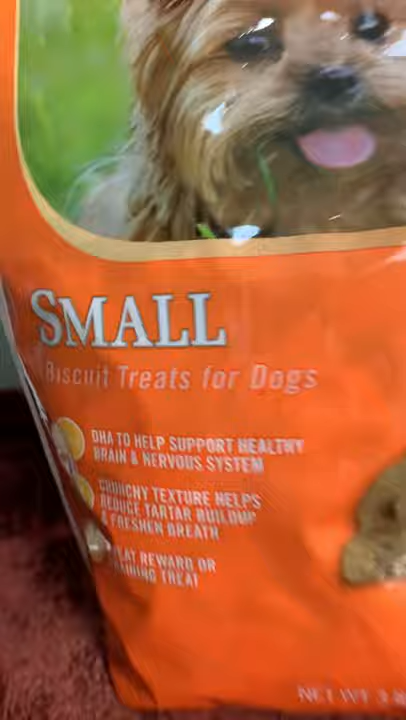 SMALL
Biscuit Treats for Dogs
DHA TO HELP SUPPORT HEALTHY
BRAIN & NERVOUS SYSTEM
CRUNCHY TEXTURE HELPS
REDUCE TARTAR BUILDUP
& FRESHEN BREATH
REWARD OR
TREAT
NET WT 3